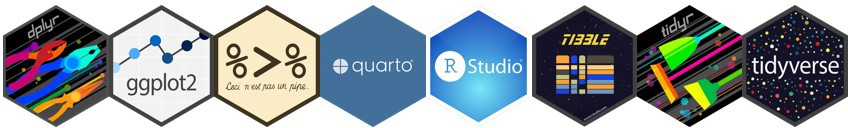 dplyr
ggplot2
%>%
Ceci n'est pas un pipe.
quarto
R Studio
TIBBLE
tidyr
tidyverse